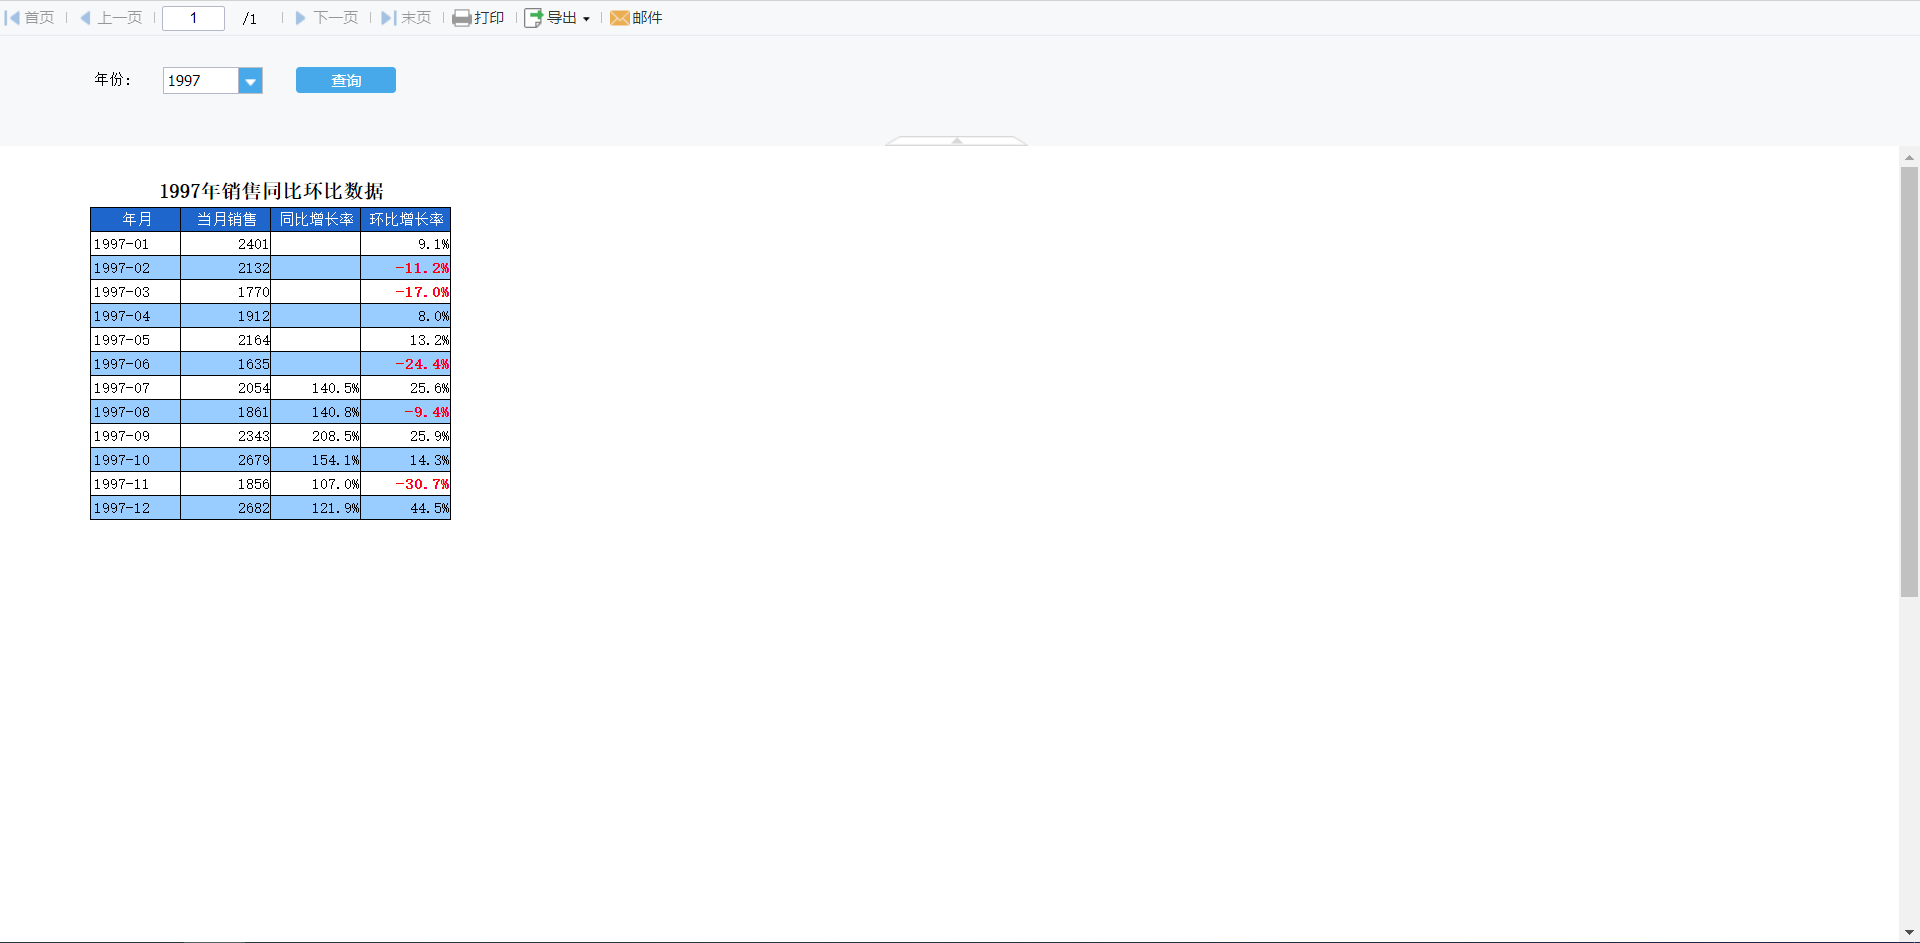 首页 上一页 1 /1 下一页 末页 打印 导出 邮件
年份： 1997 查询
1997年销售同比环比数据
年月 当月销售 同比增长率 环比增长率
1997-01 2401 9.1%
1997-02 2132 -11.2%
1997-03 1770 -17.0%
1997-04 1912 8.0%
1997-05 2164 13.2%
1997-06 1635 -24.4%
1997-07 2054 140.5% 25.6%
1997-08 1861 140.8% -9.4%
1997-09 2343 208.5% 25.9%
1997-10 2679 154.1% 14.3%
1997-11 1856 107.0% -30.7%
1997-12 2682 121.9% 44.5%